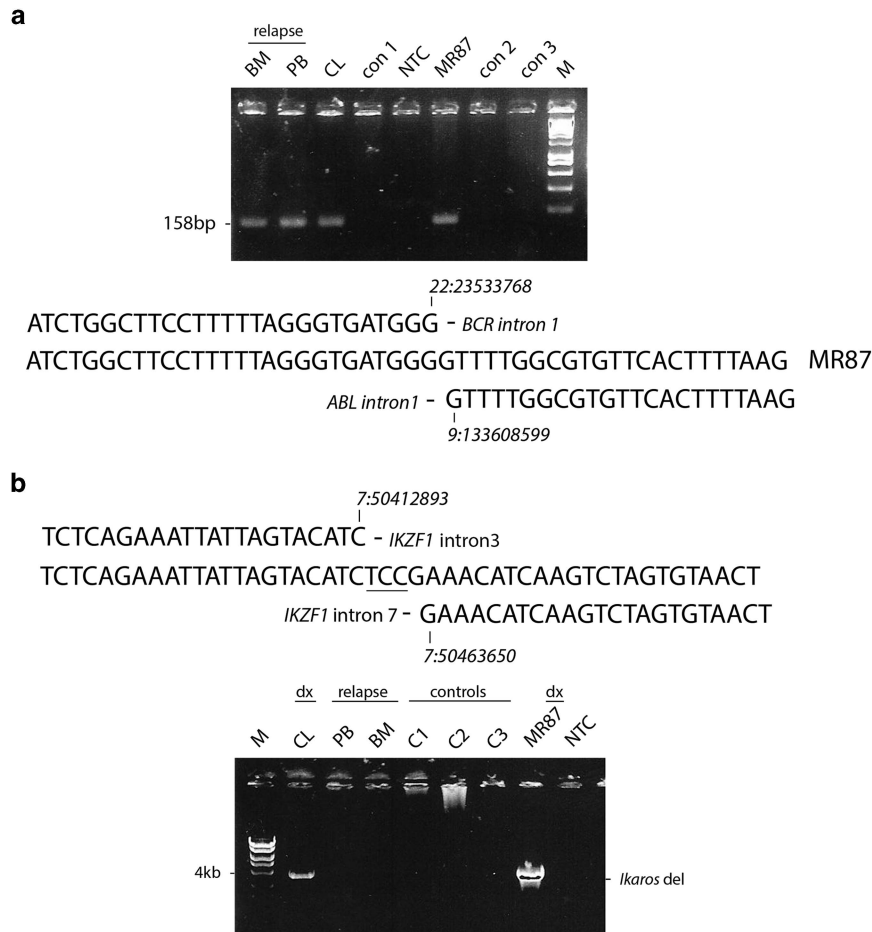 a
relapse
BM PB CL con 1 NTC MR87 con 2 con 3 M
158bp -
22:23533768
ATCTGGCTTCCTTTTTAGGGTGATGGG - BCR intron 1
ATCTGGCTTCCTTTTTAGGGTGATGGGGTTTTGGCGTGTTCACTTTTAAG MR87
ABL intron1 - GTTTTGGCGTGTTCACTTTTAAG
9:133608599
b
7:50412893
TCTCAGAAATTATTAGTACATC - IKZF1 intron3
TCTCAGAAATTATTAGTACATCTCCGAAACATCAAGTCTAGTGTAACT
IKZF1 intron 7 - GAAACATCAAGTCTAGTGTAACT
7:50463650
dx relapse controls dx
M CL PB BM C1 C2 C3 MR87 NTC
4kb -
- Ikaros del